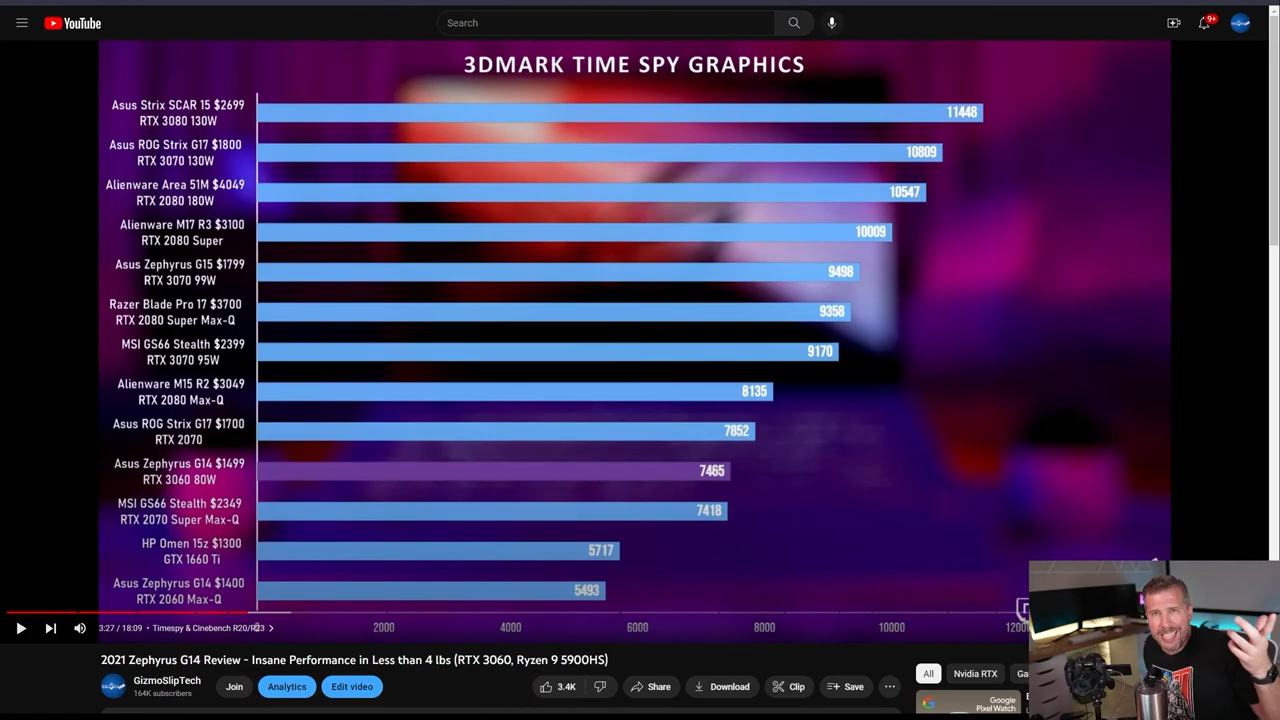 YouTube
Search
9+
3DMARK TIME SPY GRAPHICS
Asus Strix SCAR 15 $2699
RTX 3080 130W
11448
Asus ROG Strix G17 $1800
RTX 3070 130W
10809
Alienware Area 51M $4049
RTX 2080 180W
10547
Alienware M17 R3 $3100
RTX 2080 Super
10009
Asus Zephyrus G15 $1799
RTX 3070 99W
9498
Razer Blade Pro 17 $3700
RTX 2080 Super Max-Q
9358
MSI GS66 Stealth $2399
RTX 3070 95W
9170
Alienware M15 R2 $3049
RTX 2080 Max-Q
8135
Asus ROG Strix G17 $1700
RTX 2070
7852
Asus Zephyrus G14 $1499
RTX 3060 80W
7465
MSI GS66 Stealth $2349
RTX 2070 Super Max-Q
7418
HP Omen 15z $1300
GTX 1660 Ti
5717
Asus Zephyrus G14 $1400
RTX 2060 Max-Q
5493
3:27 / 18:09 • Timespy & Cinebench R20/R23
2000 4000 6000 8000 10000
2021 Zephyrus G14 Review - Insane Performance in Less than 4 lbs (RTX 3060, Ryzen 9 5900HS)
GizmoSlipTech
164K subscribers
Join
Analytics
Edit video
3.4K
Share
Download
Clip
Save
All
Nvidia RTX
Google
Pixel Watch